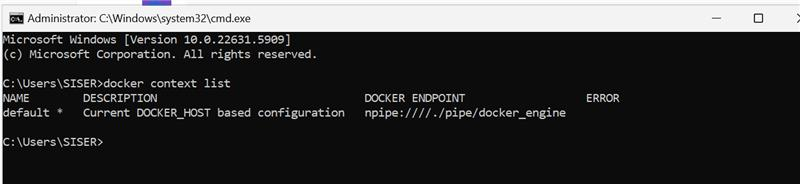 Administrator: C:\Windows\system32\cmd.exe
Microsoft Windows [Version 10.0.22631.5909]
(c) Microsoft Corporation. All rights reserved.
C:\Users\SISER>docker context list
NAME DESCRIPTION DOCKER ENDPOINT ERROR
default * Current DOCKER_HOST based configuration npipe:////./pipe/docker_engine
C:\Users\SISER>